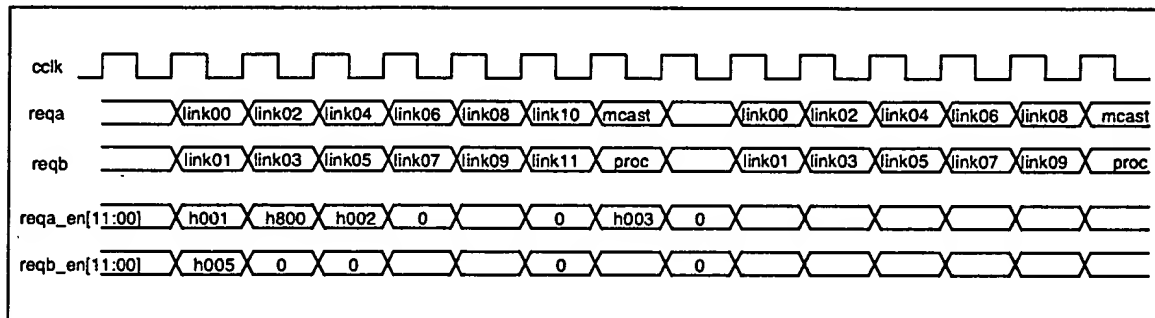 cclk
reqa link00 link02 link04 link06 link08 link10 mcast link00 link02 link04 link06 link08 mcast
reqb link01 link03 link05 link07 link09 link11 proc link01 link03 link05 link07 link09 proc
reqa_en[11:00] h001 h800 h002 0 0 h003 0
reqb_en[11:00] h005 0 0 0 0